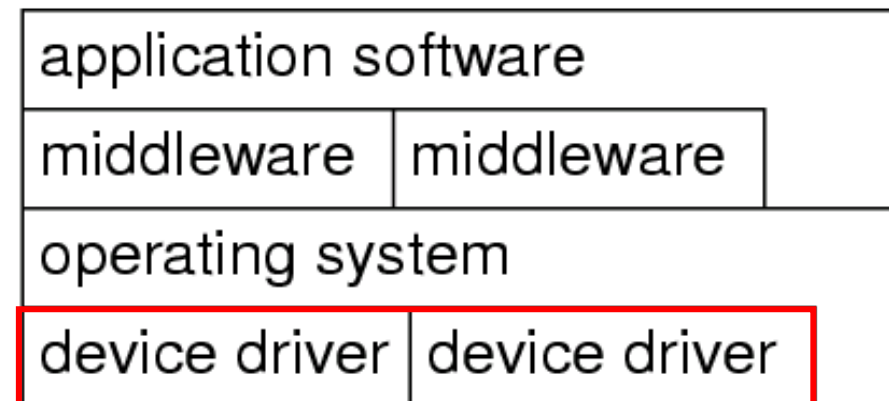 application software
middleware middleware
operating system
device driver device driver